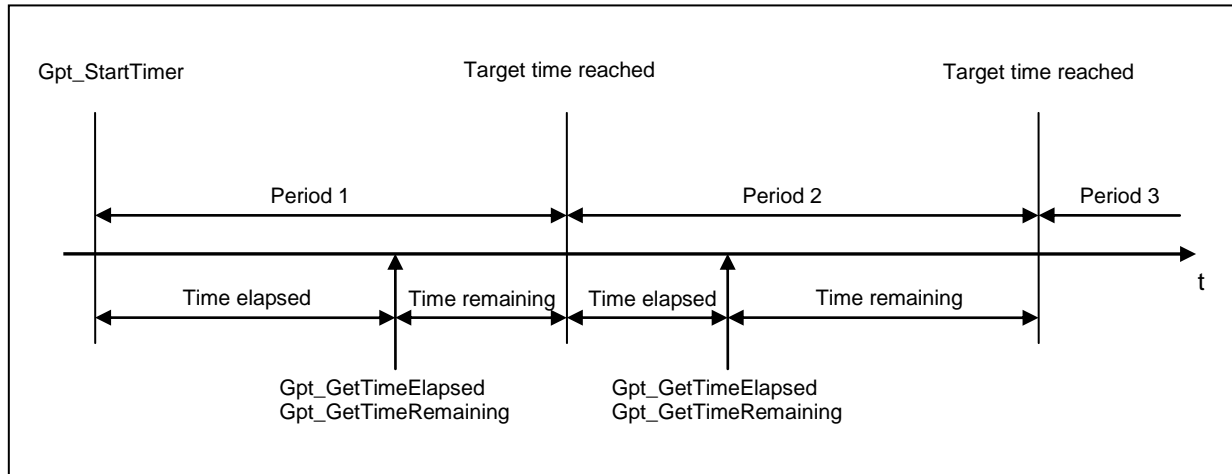 Gpt_StartTimer
Target time reached
Target time reached
Period 1
Period 2
Period 3
t
Time elapsed
Time remaining
Time elapsed
Time remaining
Gpt_GetTimeElapsed
Gpt_GetTimeRemaining
Gpt_GetTimeElapsed
Gpt_GetTimeRemaining